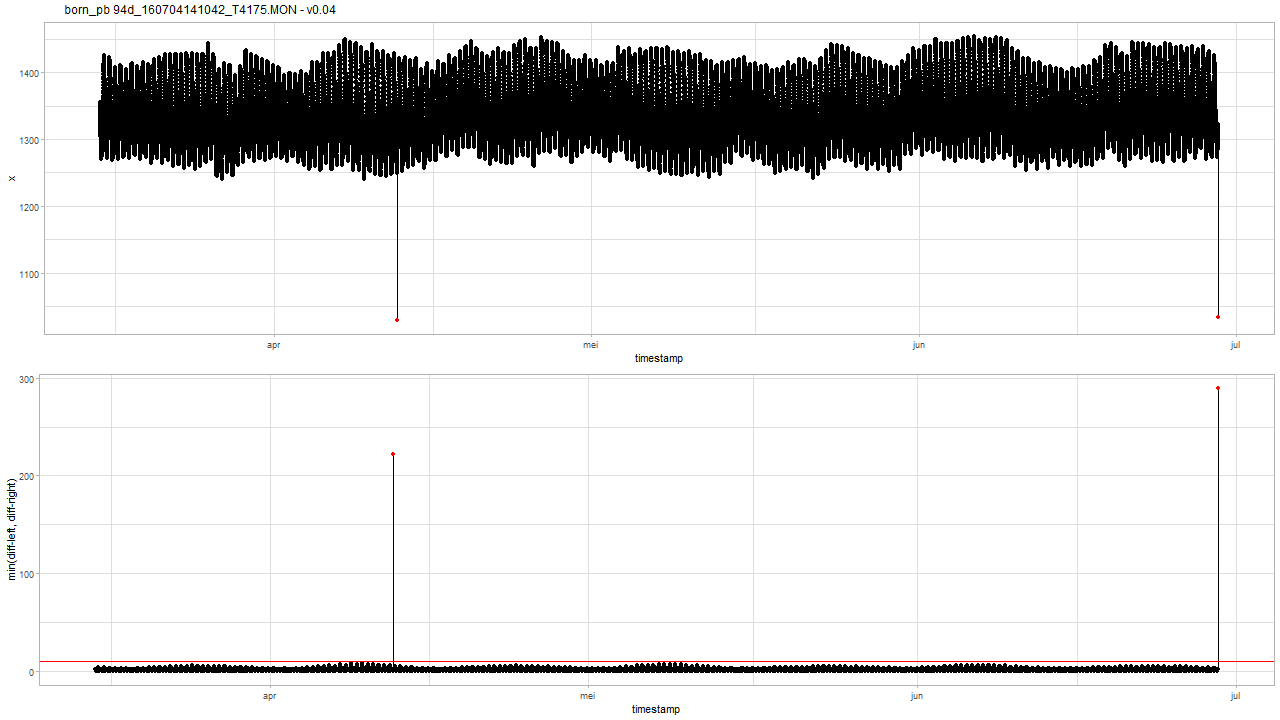 born_pb 94d_160704141042_T4175.MON - v0.04
1400
1300
1200
1100
x
apr
mei
jun
jul
timestamp
300
200
100
0
min(diff-left, diff-right)
apr
mei
jun
jul
timestamp